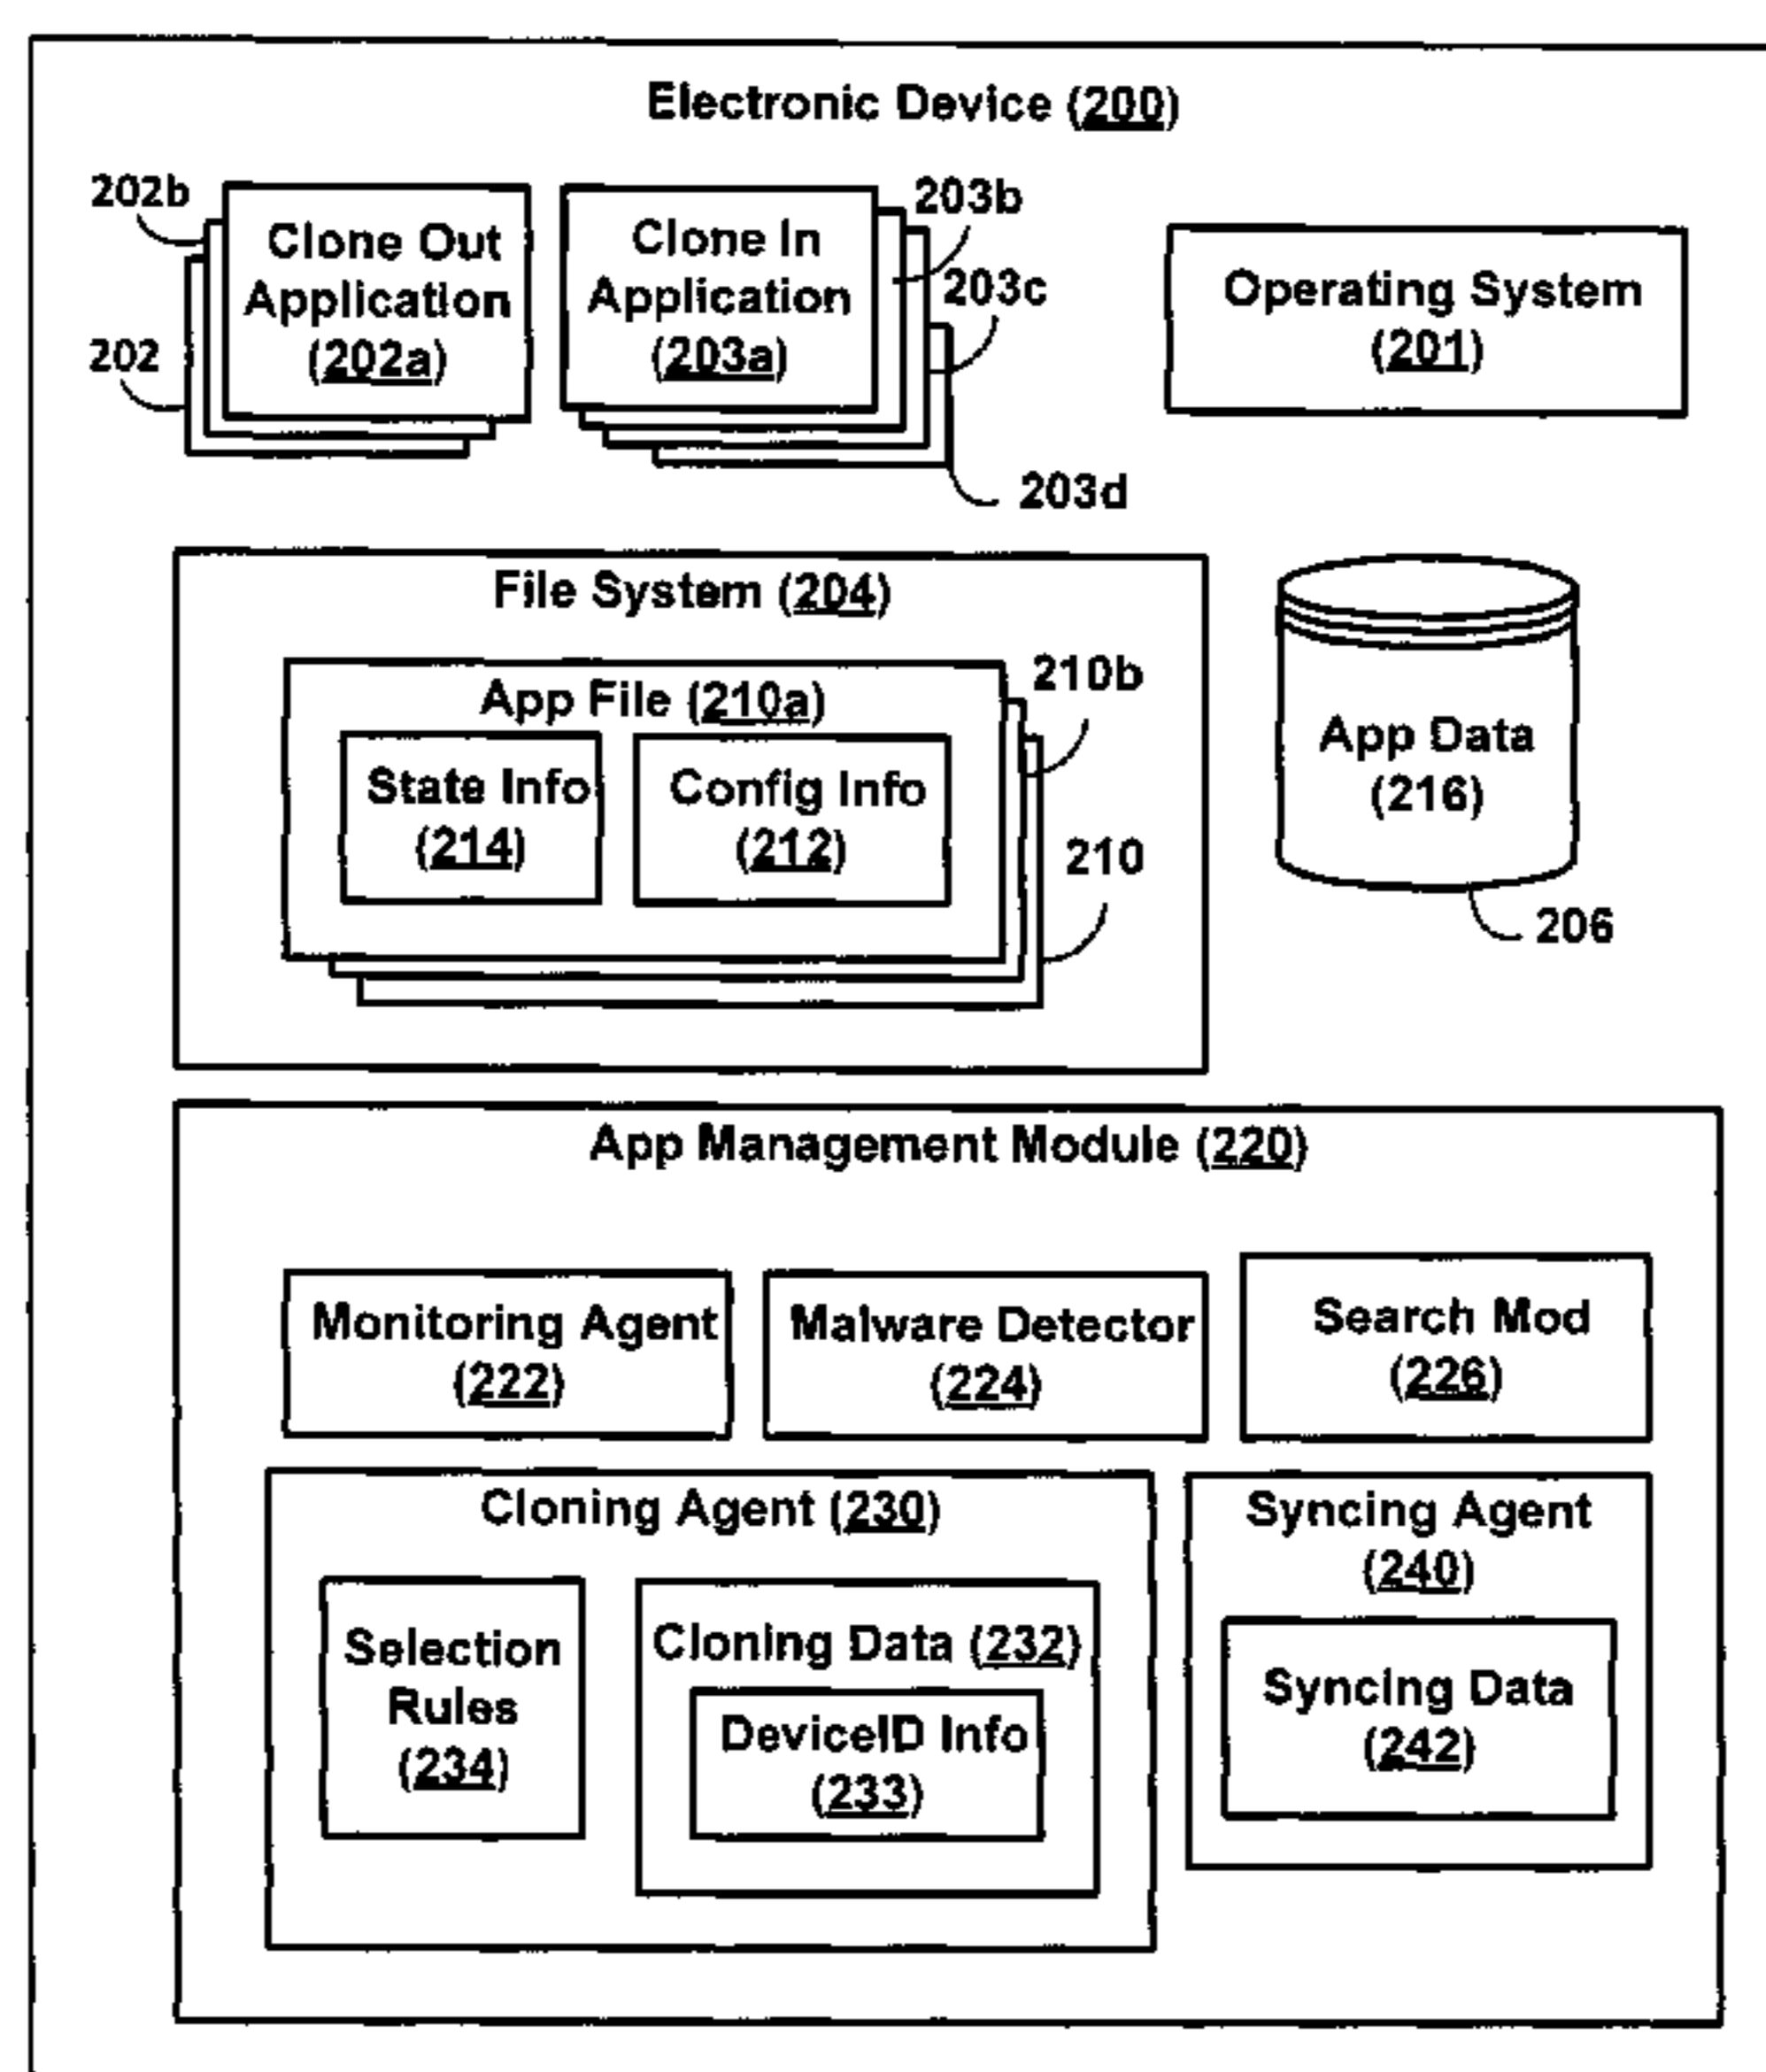 Electronic Device (200)
202b
Clone Out
Application
(202a)
202
Clone In
Application
(203a)
203b
203c
203d
Operating System
(201)
File System (204)
App File (210a)
210b
State Info
(214)
Config Info
(212)
210
App Data
(216)
206
App Management Module (220)
Monitoring Agent
(222)
Malware Detector
(224)
Search Mod
(226)
Cloning Agent (230)
Selection
Rules
(234)
Cloning Data (232)
DeviceID Info
(233)
Syncing Agent
(240)
Syncing Data
(242)